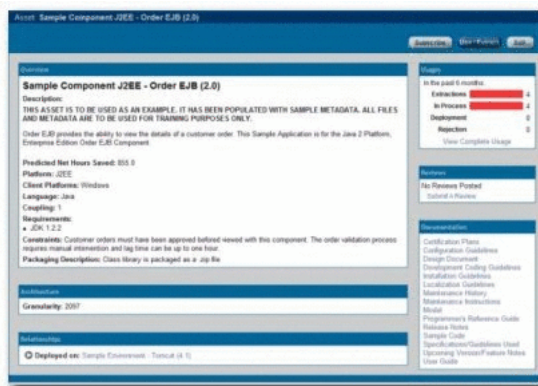 Asset Sample Component J2EE - Order EJB (2.0)
Subscribe
Edit
Overview
Sample Component J2EE - Order EJB (2.0)
Description:
THIS ASSET IS TO BE USED AS AN EXAMPLE. IT HAS BEEN POPULATED WITH SAMPLE METADATA. ALL FILES
AND METADATA ARE TO BE USED FOR TRAINING PURPOSES ONLY.
Order EJB provides the ability to view the details of a customer order. This Sample Application is for the Java 2 Platform,
Enterprise Edition Order EJB Component
Predicted Net Hours Saved: 855.0
Platform: J2EE
Client Platforms: Windows
Language: Java
Coupling: 1
Requirements:
• JDK 1.2.2
Constraints: Customer orders must have been approved before viewed with this component. The order validation process
requires manual intervention and lag time can be up to one hour.
Packaging Description: Class library is packaged as a .zip file
Architecture
Granularity: 2097
Relationships
Deployed on: Sample Environment - Tomcat (4.1)
Usage
In the past 6 months
Extractions 4
In Process 4
Deployment 0
Rejection 0
View Complete Usage
Reviews
No Reviews Posted
Submit a Review
Documentation
Certification Plans
Configuration Guidelines
Design Document
Development Coding Guidelines
Installation Guidelines
Localization Guidelines
Maintenance History
Maintenance Instructions
Model
Programmer's Reference Guide
Release Notes
Sample Code
Specifications/Guidelines Used
Upcoming Version/Feature Notes
User Guide